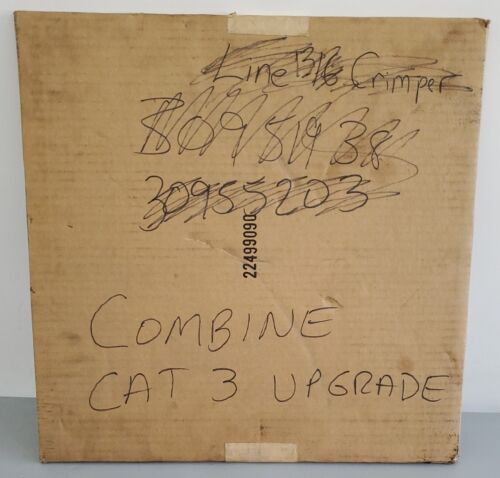 Line Crimper
30955203
22499090
COMBINE
CAT 3 UPGRADE